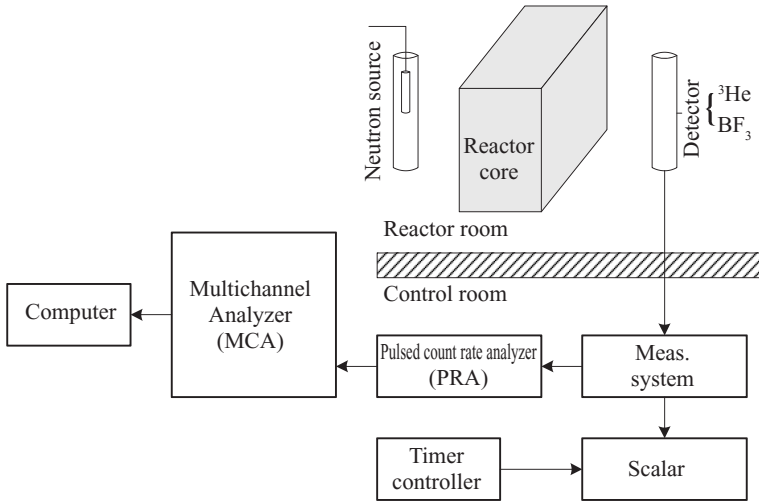 Neutron source
Reactor
core
Detector
³He
BF₃
Reactor room
Control room
Computer
Multichannel
Analyzer
(MCA)
Pulsed count rate analyzer
(PRA)
Meas.
system
Timer
controller
Scalar